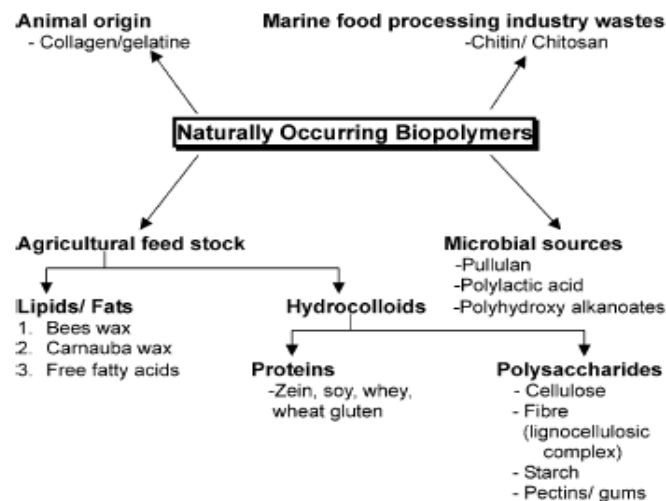 Animal origin
- Collagen/gelatine
Marine food processing industry wastes
-Chitin/ Chitosan
Naturally Occurring Biopolymers
Agricultural feed stock
Microbial sources
-Pullulan
-Polylactic acid
-Polyhydroxy alkanoates
Lipids/ Fats
1. Bees wax
2. Carnauba wax
3. Free fatty acids
Hydrocolloids
Proteins
-Zein, soy, whey,
wheat gluten
Polysaccharides
- Cellulose
- Fibre
(lignocellulosic
complex)
- Starch
- Pectins/ gums